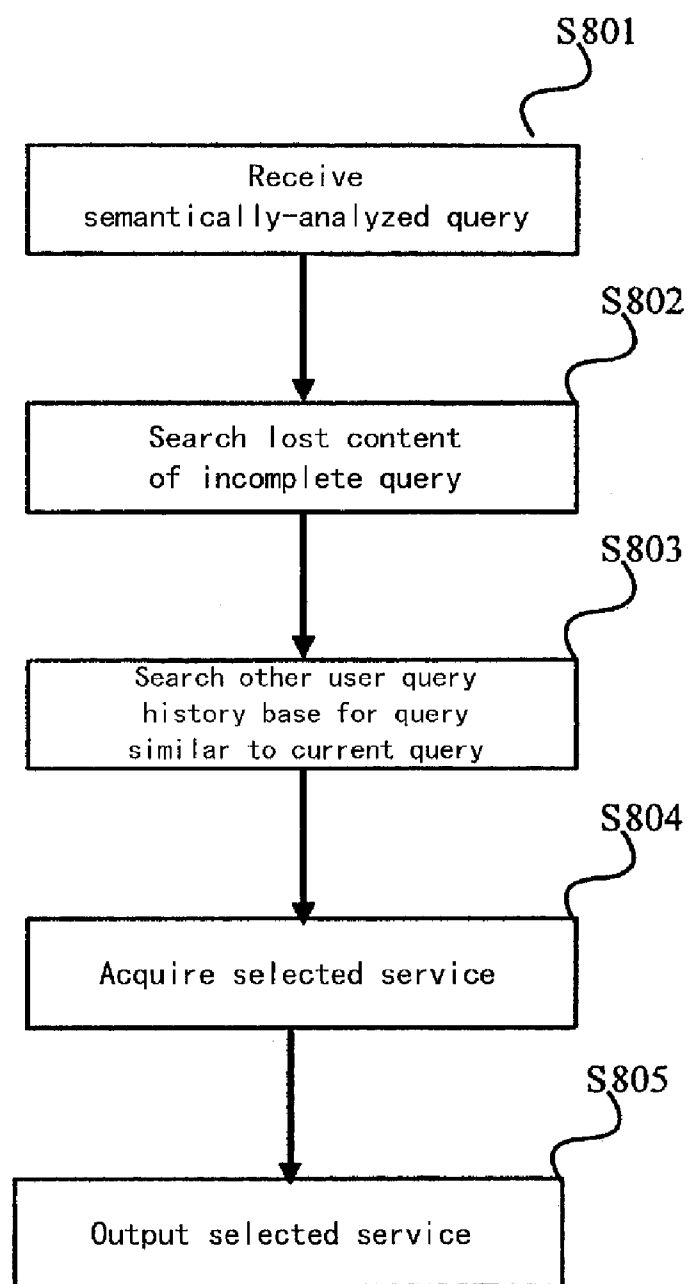 S801
Receive
semantically-analyzed query
S802
Search lost content
of incomplete query
S803
Search other user query
history base for query
similar to current query
S804
Acquire selected service
S805
Output selected service